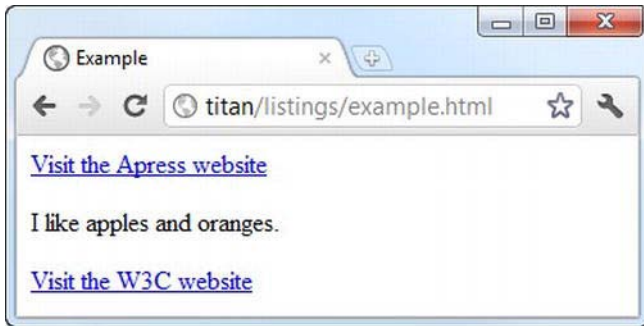 Example
titan/listings/example.html
Visit the Apress website
I like apples and oranges.
Visit the W3C website